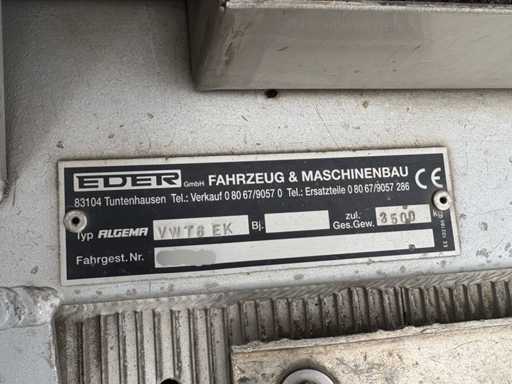 EDER GmbH FAHRZEUG & MASCHINENBAU CE
83104 Tuntenhausen Tel.: Verkauf 0 80 67/9057 0 Tel.: Ersatzteile 0 80 67/9057 286
Typ ALGEMA VWT6 EK Bj. zul. Ges.Gew. 3500
Fahrgest.Nr.